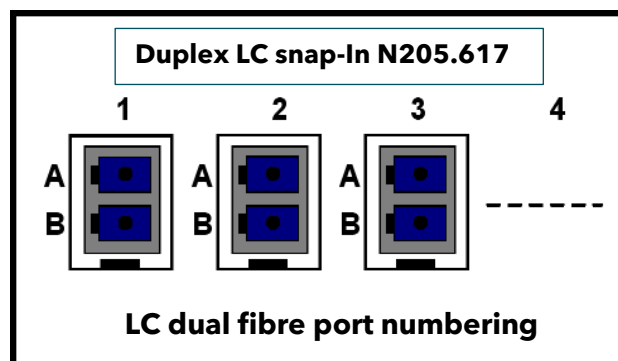 Duplex LC snap-In N205.617
1 2 3 4
A A A
B B B
LC dual fibre port numbering